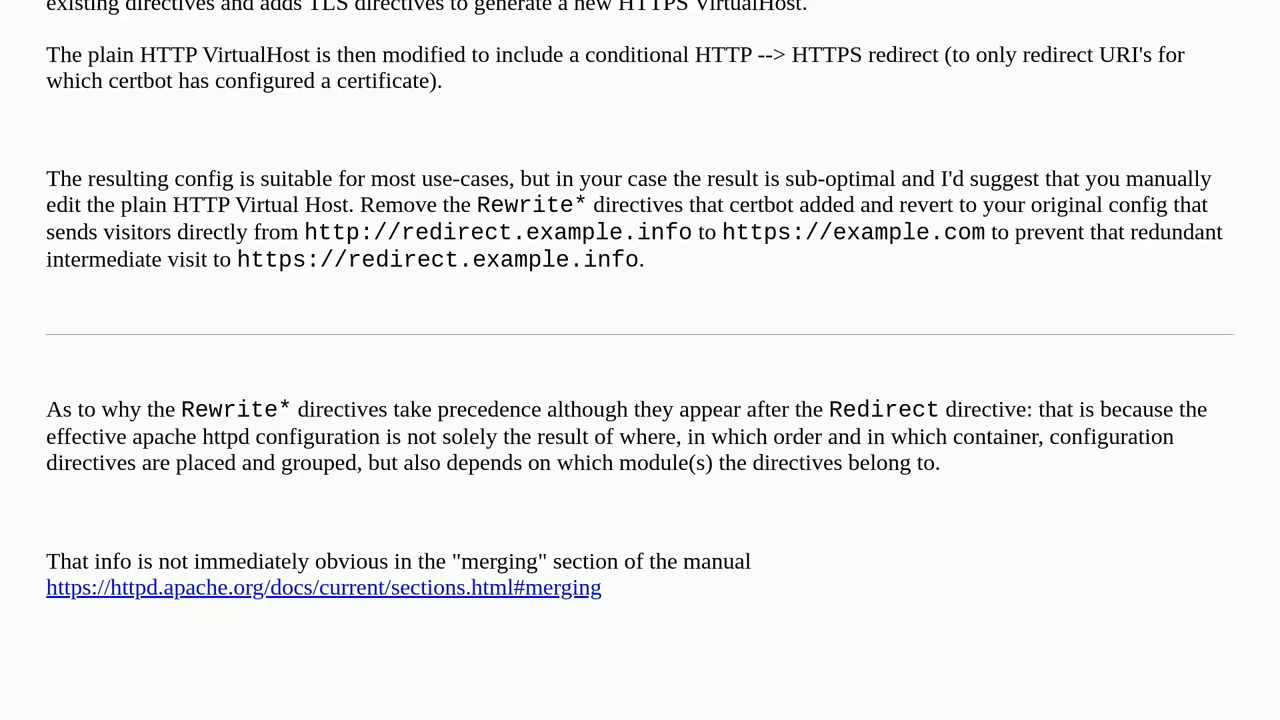 existing directives and adds TLS directives to generate a new HTTPS VirtualHost.
The plain HTTP VirtualHost is then modified to include a conditional HTTP --> HTTPS redirect (to only redirect URI's for
which certbot has configured a certificate).
The resulting config is suitable for most use-cases, but in your case the result is sub-optimal and I'd suggest that you manually
edit the plain HTTP Virtual Host. Remove the Rewrite* directives that certbot added and revert to your original config that
sends visitors directly from http://redirect.example.info to https://example.com to prevent that redundant
intermediate visit to https://redirect.example.info.
As to why the Rewrite* directives take precedence although they appear after the Redirect directive: that is because the
effective apache httpd configuration is not solely the result of where, in which order and in which container, configuration
directives are placed and grouped, but also depends on which module(s) the directives belong to.
That info is not immediately obvious in the "merging" section of the manual
https://httpd.apache.org/docs/current/sections.html#merging